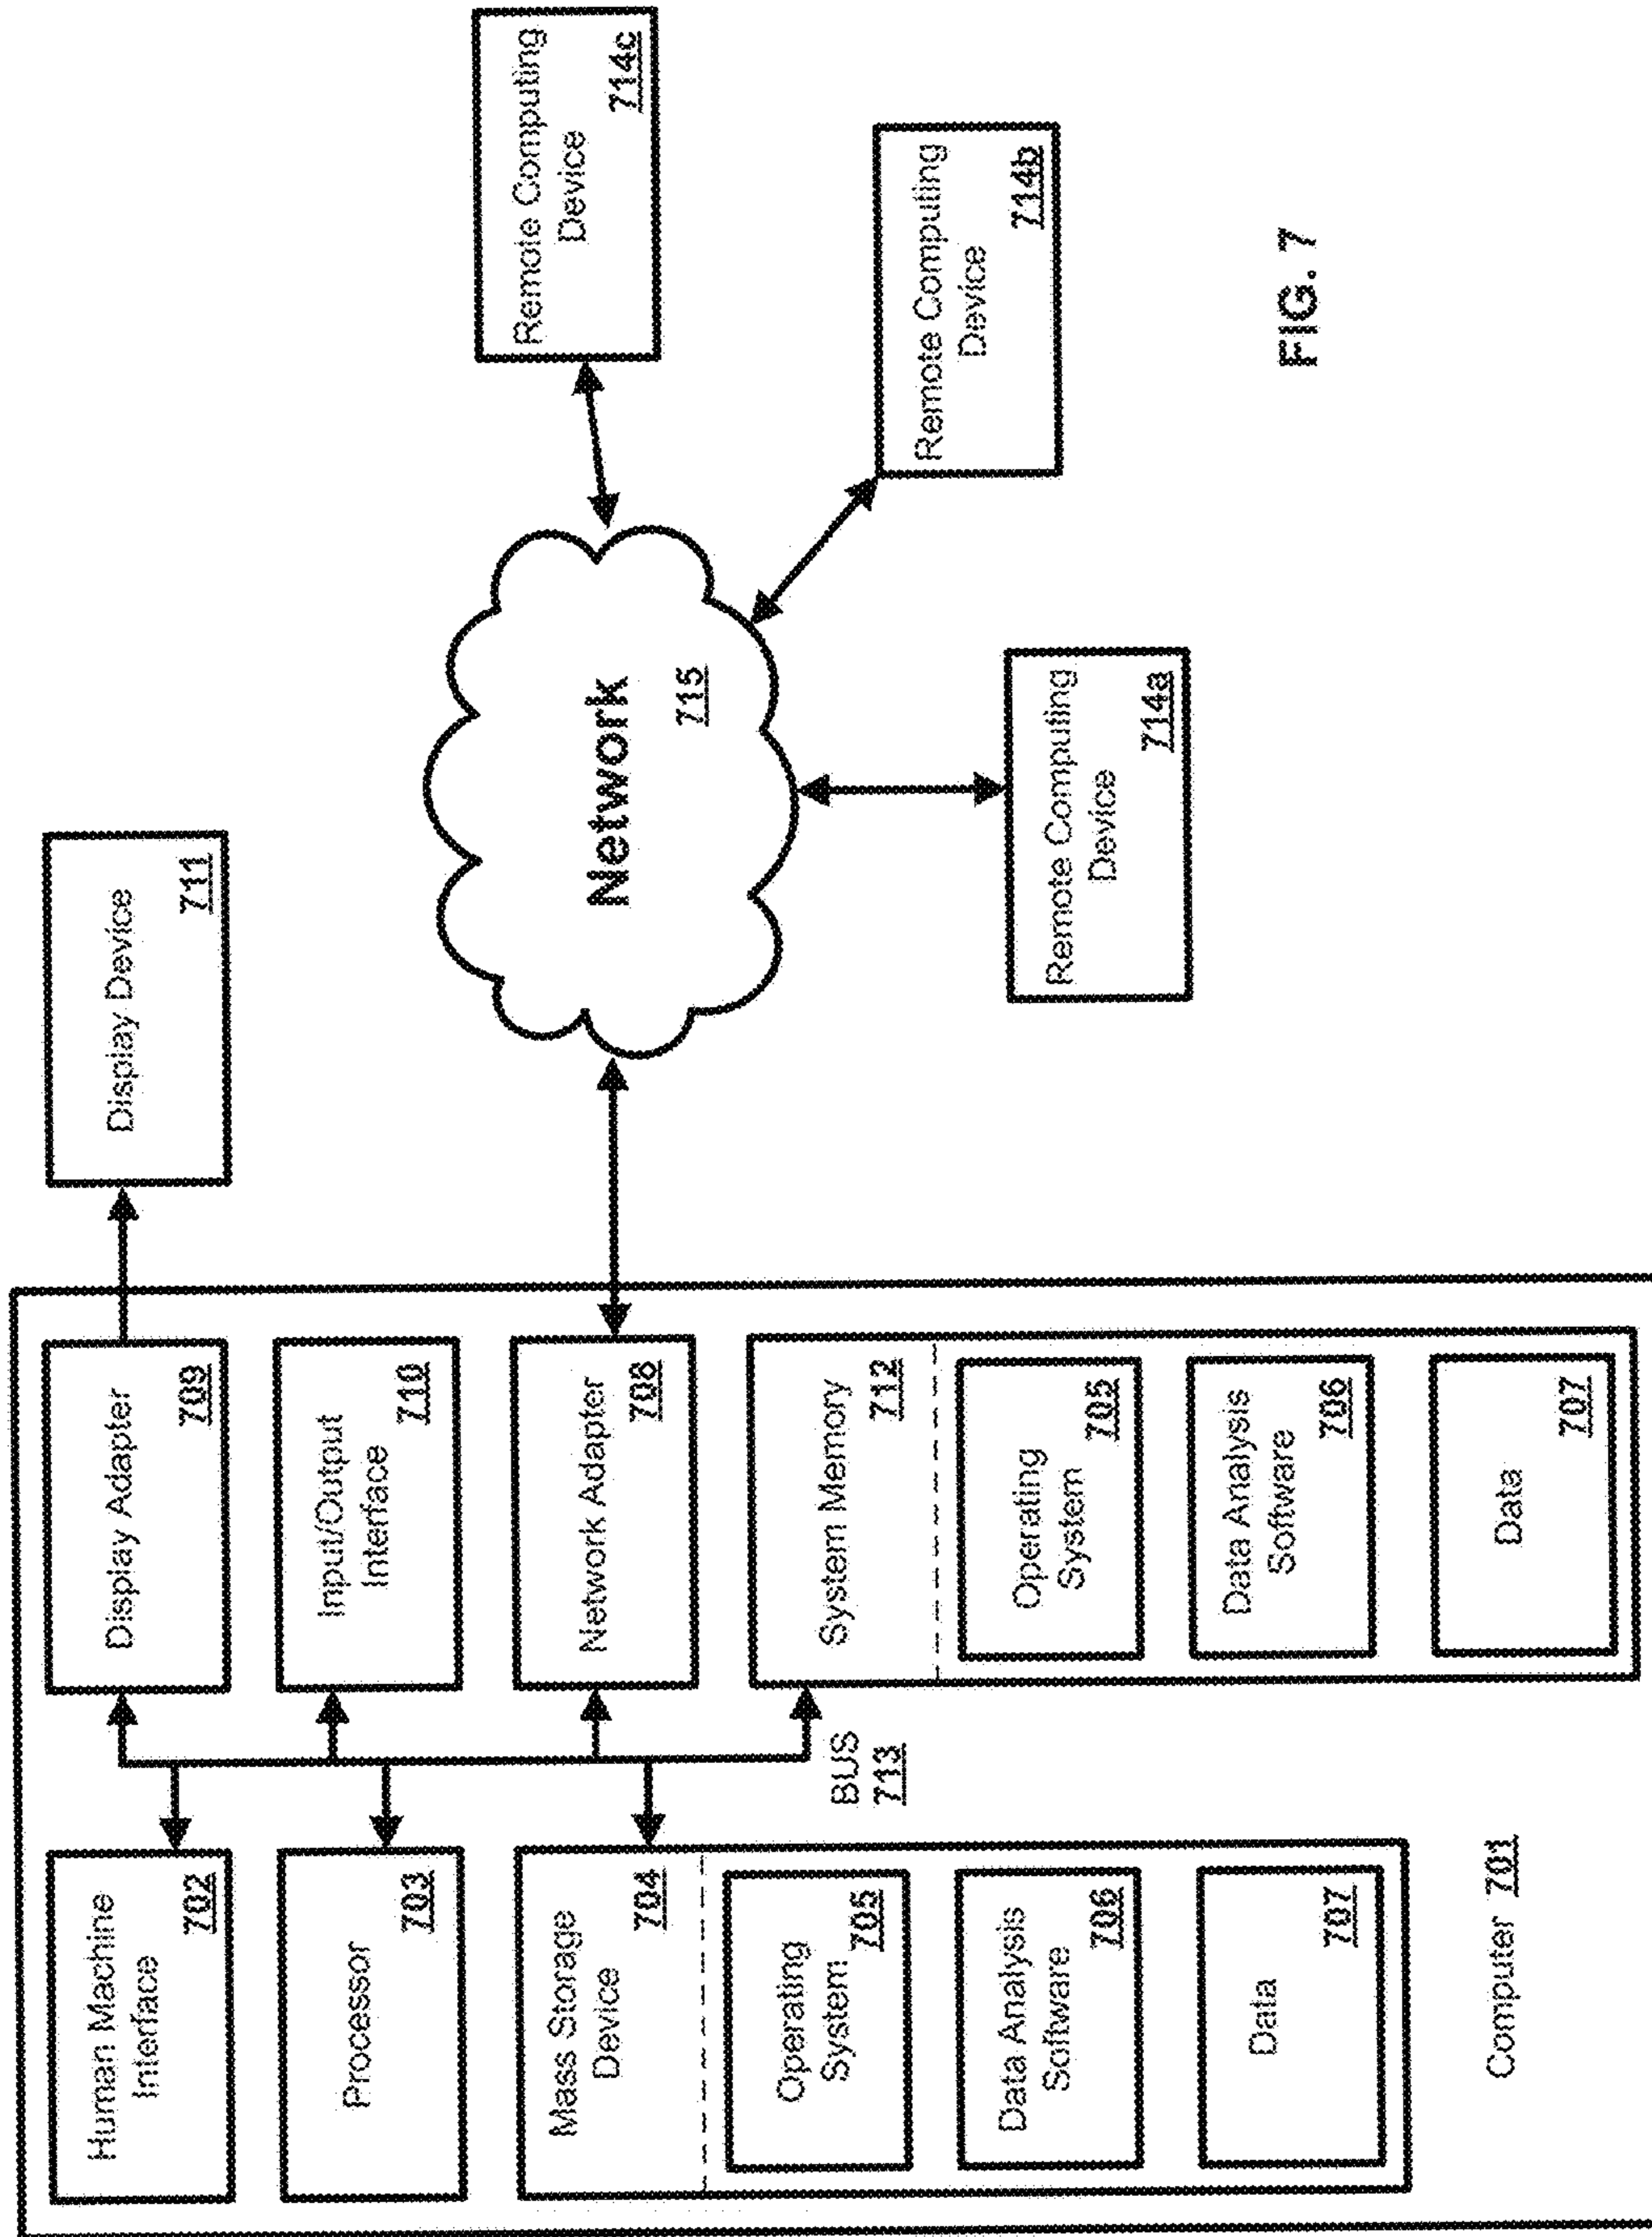 Human Machine
Interface
702
Processor
703
Mass Storage
Device
704
Operating
System
705
Data Analysis
Software
706
Data
707
Computer 701
BUS
713
Display Adapter
709
Input/Output
Interface
710
Network Adapter
708
System Memory
712
Operating
System
705
Data Analysis
Software
706
Data
707
Display Device
711
Network
715
Remote Computing
Device
714a
Remote Computing
Device
714b
Remote Computing
Device
714c
FIG. 7